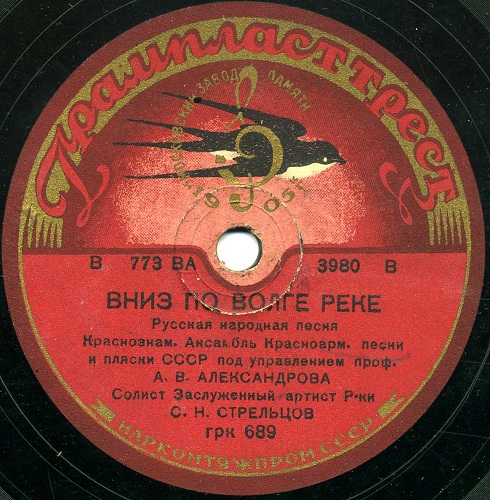 Грампласттрест
АПРЕЛЕВСКИЙ ЗАВОД ПАМЯТИ
1905 г.
В 773 ВА 3980 В
ВНИЗ ПО ВОЛГЕ РЕКЕ
Русская народная песня
Краснознам. Ансамбль Красноарм. песни
и пляски СССР под управлением проф.
А. В. АЛЕКСАНДРОВА
Солист Заслуженный артист Р-ки
С. Н. СТРЕЛЬЦОВ
грк 689
НАРКОМТЯЖПРОМ СССР